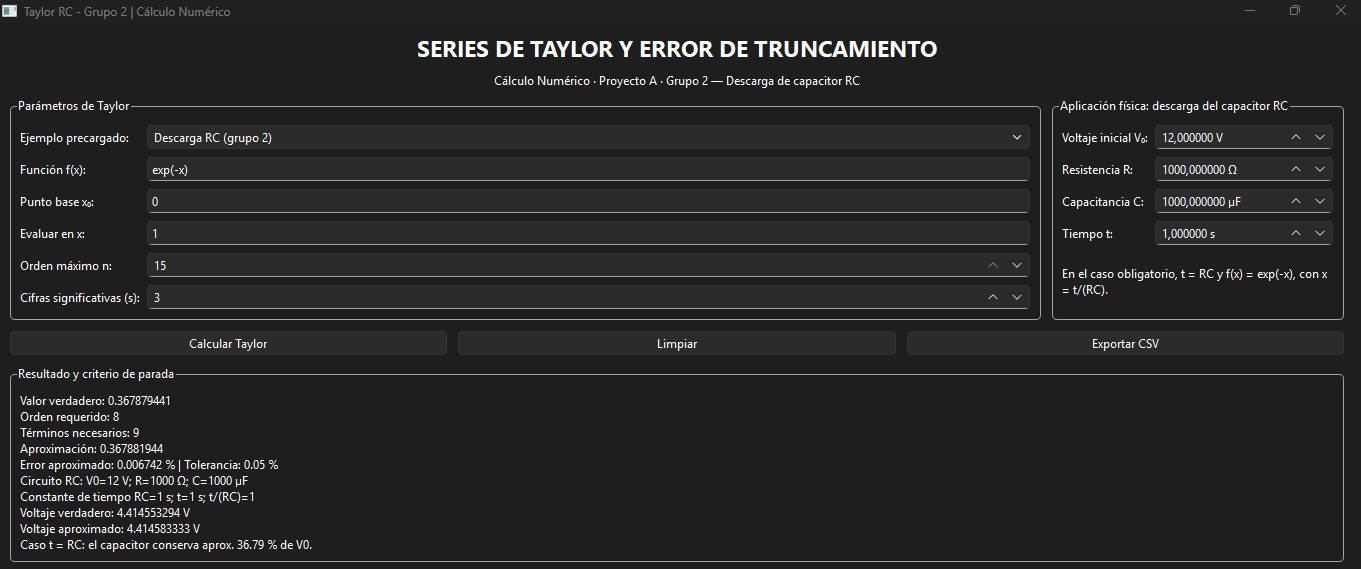 Taylor RC - Grupo 2 | Cálculo Numérico
SERIES DE TAYLOR Y ERROR DE TRUNCAMIENTO
Cálculo Numérico · Proyecto A · Grupo 2 — Descarga de capacitor RC
Parámetros de Taylor
Ejemplo precargado: Descarga RC (grupo 2)
Función f(x): exp(-x)
Punto base x₀: 0
Evaluar en x: 1
Orden máximo n: 15
Cifras significativas (s): 3
Aplicación física: descarga del capacitor RC
Voltaje inicial V₀: 12,000000 V
Resistencia R: 1000,000000 Ω
Capacitancia C: 1000,000000 µF
Tiempo t: 1,000000 s
En el caso obligatorio, t = RC y f(x) = exp(-x), con x
= t/(RC).
Calcular Taylor
Limpiar
Exportar CSV
Resultado y criterio de parada
Valor verdadero: 0.367879441
Orden requerido: 8
Términos necesarios: 9
Aproximación: 0.367881944
Error aproximado: 0.006742 % | Tolerancia: 0.05 %
Circuito RC: V0=12 V; R=1000 Ω; C=1000 µF
Constante de tiempo RC=1 s; t=1 s; t/(RC)=1
Voltaje verdadero: 4.414553294 V
Voltaje aproximado: 4.414583333 V
Caso t = RC: el capacitor conserva aprox. 36.79 % de V0.